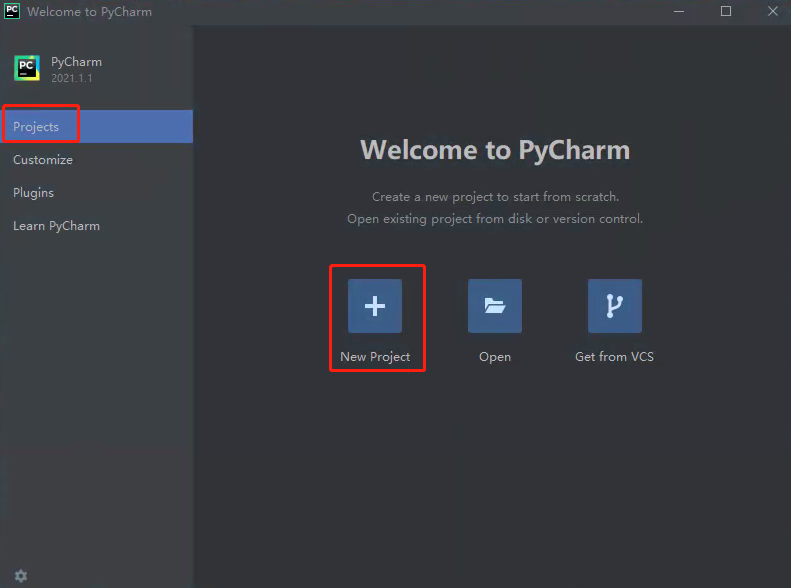 PC Welcome to PyCharm
PC PyCharm
2021.1.1
Projects
Customize
Plugins
Learn PyCharm
Welcome to PyCharm
Create a new project to start from scratch.
Open existing project from disk or version control.
New Project
Open
Get from VCS